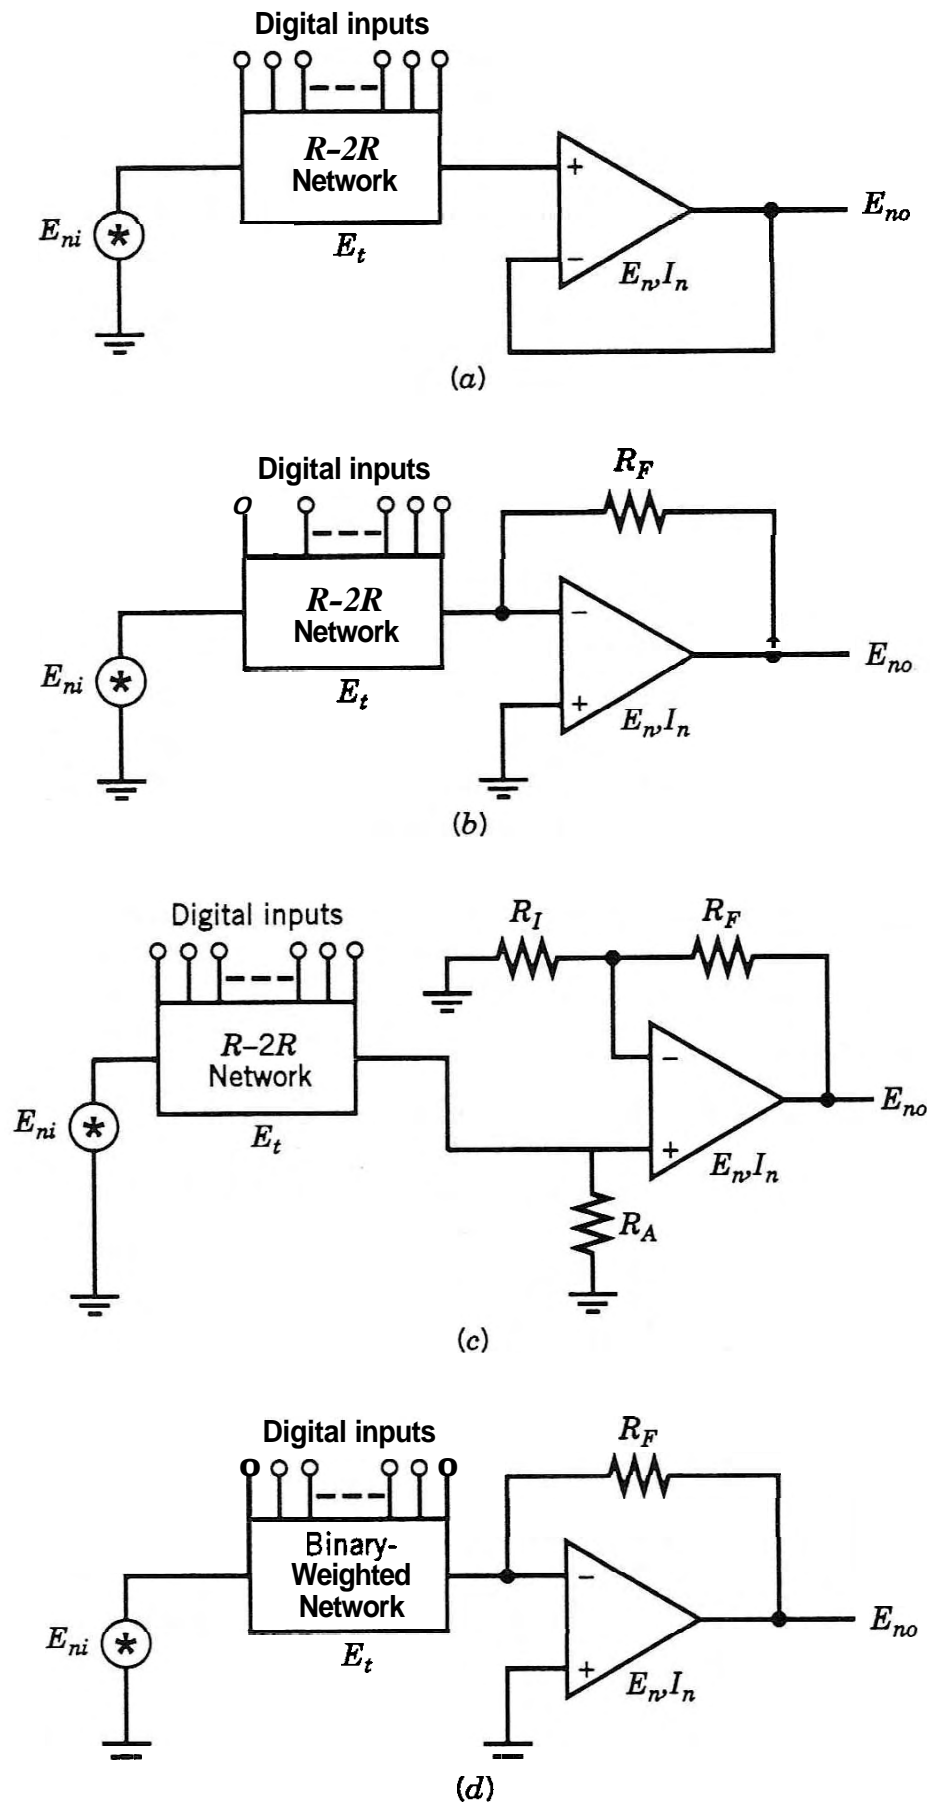 Digital inputs
R-2R
Network
+
E_ni
*
E_t
−
E_n,I_n
E_no
(a)
Digital inputs
R_F
R-2R
Network
−
E_ni
*
E_t
+
E_n,I_n
E_no
(b)
Digital inputs
R_I
R_F
R-2R
Network
−
E_ni
*
E_t
+
E_n,I_n
E_no
R_A
(c)
Digital inputs
R_F
Binary-
Weighted
Network
−
E_ni
*
E_t
+
E_n,I_n
E_no
(d)